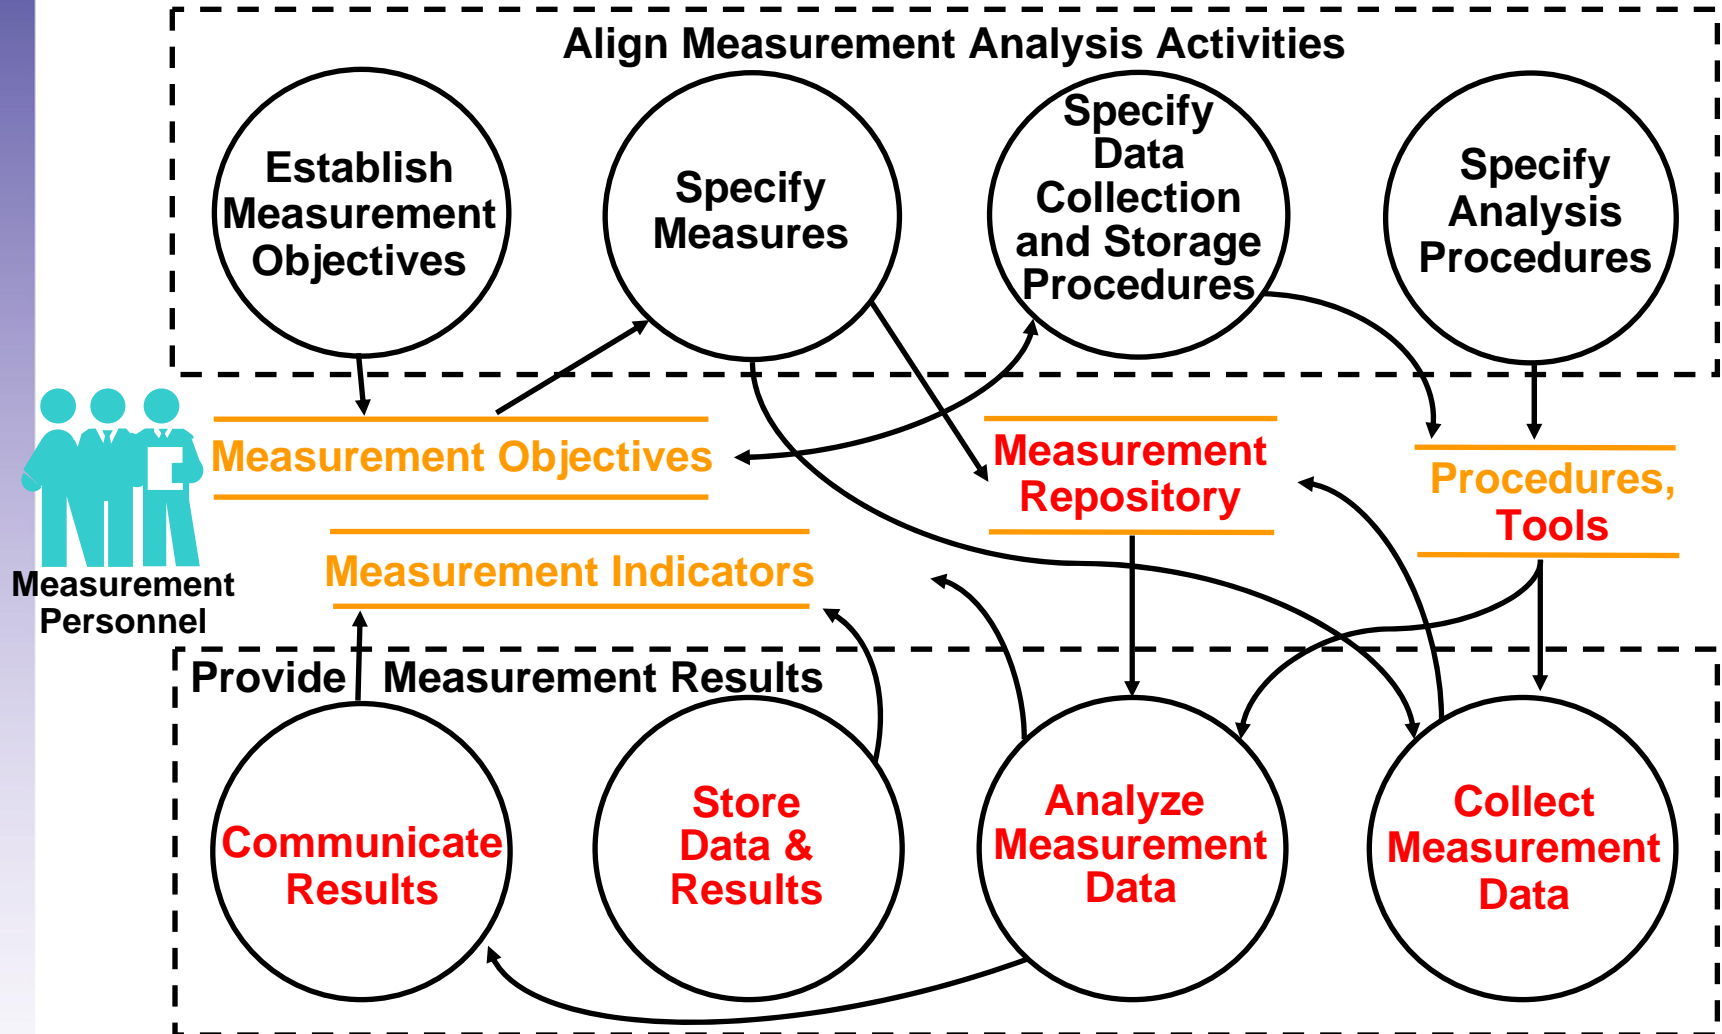 Align Measurement Analysis Activities
Establish
Measurement
Objectives
Specify
Measures
Specify
Data
Collection
and Storage
Procedures
Specify
Analysis
Procedures
Measurement Objectives
Measurement
Repository
Procedures,
Tools
Measurement Indicators
Measurement
Personnel
Provide Measurement Results
Communicate
Results
Store
Data &
Results
Analyze
Measurement
Data
Collect
Measurement
Data